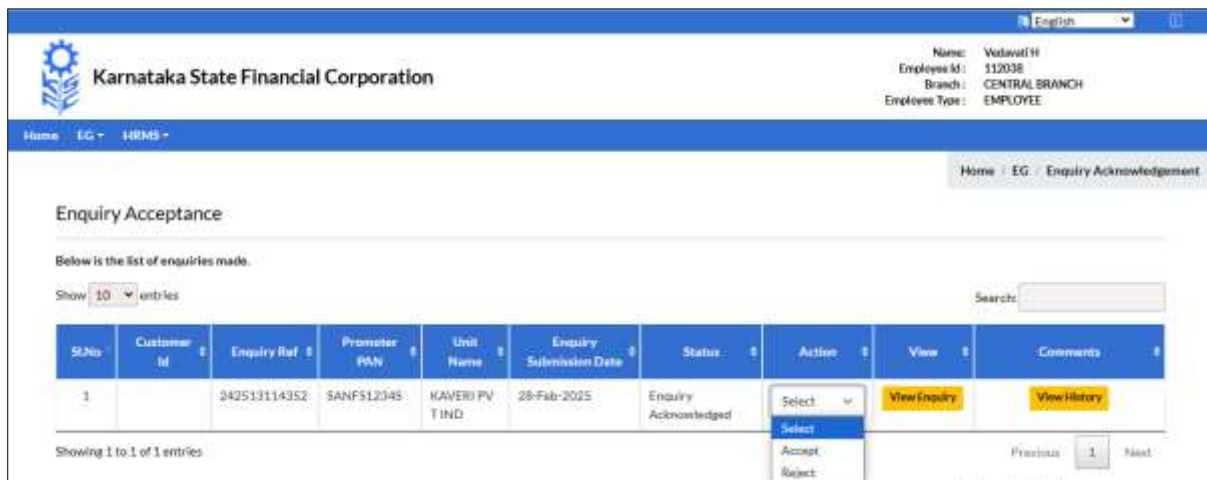 English
Karnataka State Financial Corporation
Name: Vedavati H
Employee Id : 112038
Branch : CENTRAL BRANCH
Employee Type : EMPLOYEE
Home EG HRMS
Home / EG / Enquiry Acknowledgement
Enquiry Acceptance
Below is the list of enquiries made.
Show 10 entries
Search:
Sl.No Customer Id Enquiry Ref Promoter PAN Unit Name Enquiry Submission Date Status Action View Comments
1 242513114352 SANFS12345 KAVERI PV T IND 28-Feb-2025 Enquiry Acknowledged Select View Enquiry View History
Select
Accept
Reject
Showing 1 to 1 of 1 entries
Previous 1 Next